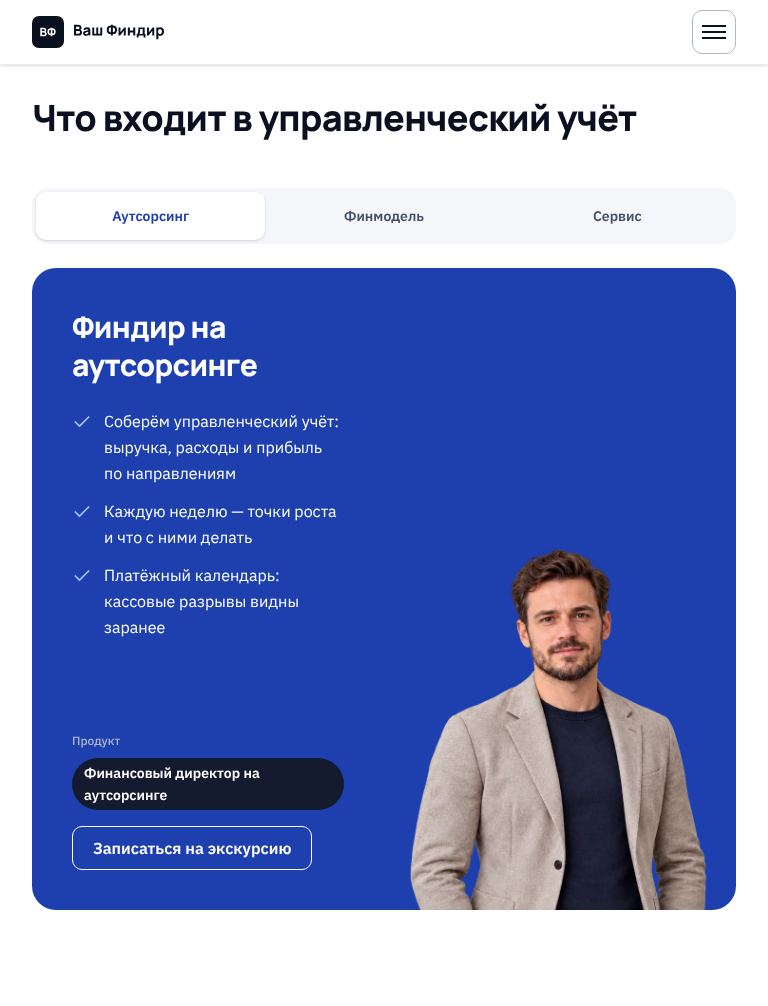 ВФ Ваш Финдир
Что входит в управленческий учёт
Аутсорсинг Финмодель Сервис
Финдир на
аутсорсинге
Соберём управленческий учёт:
выручка, расходы и прибыль
по направлениям
Каждую неделю — точки роста
и что с ними делать
Платёжный календарь:
кассовые разрывы видны
заранее
Продукт
Финансовый директор на
аутсорсинге
Записаться на экскурсию